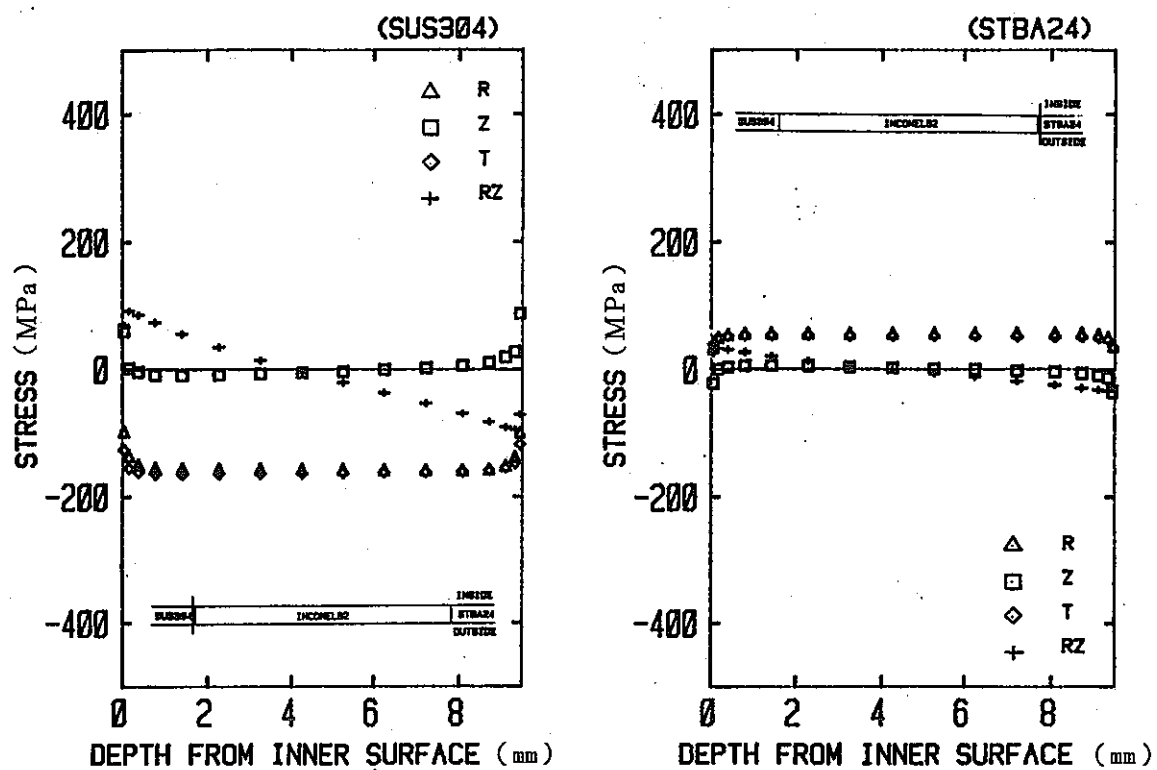 (SUS304)
400
200
0
-200
-400
STRESS (MPa)
R
Z
T
RZ
INSIDE
SUS304 INCONEL82 STBA24
OUTSIDE
0 2 4 6 8
DEPTH FROM INNER SURFACE (mm)
(STBA24)
400
200
0
-200
-400
STRESS (MPa)
INSIDE
SUS304 INCONEL82 STBA24
OUTSIDE
R
Z
T
RZ
0 2 4 6 8
DEPTH FROM INNER SURFACE (mm)